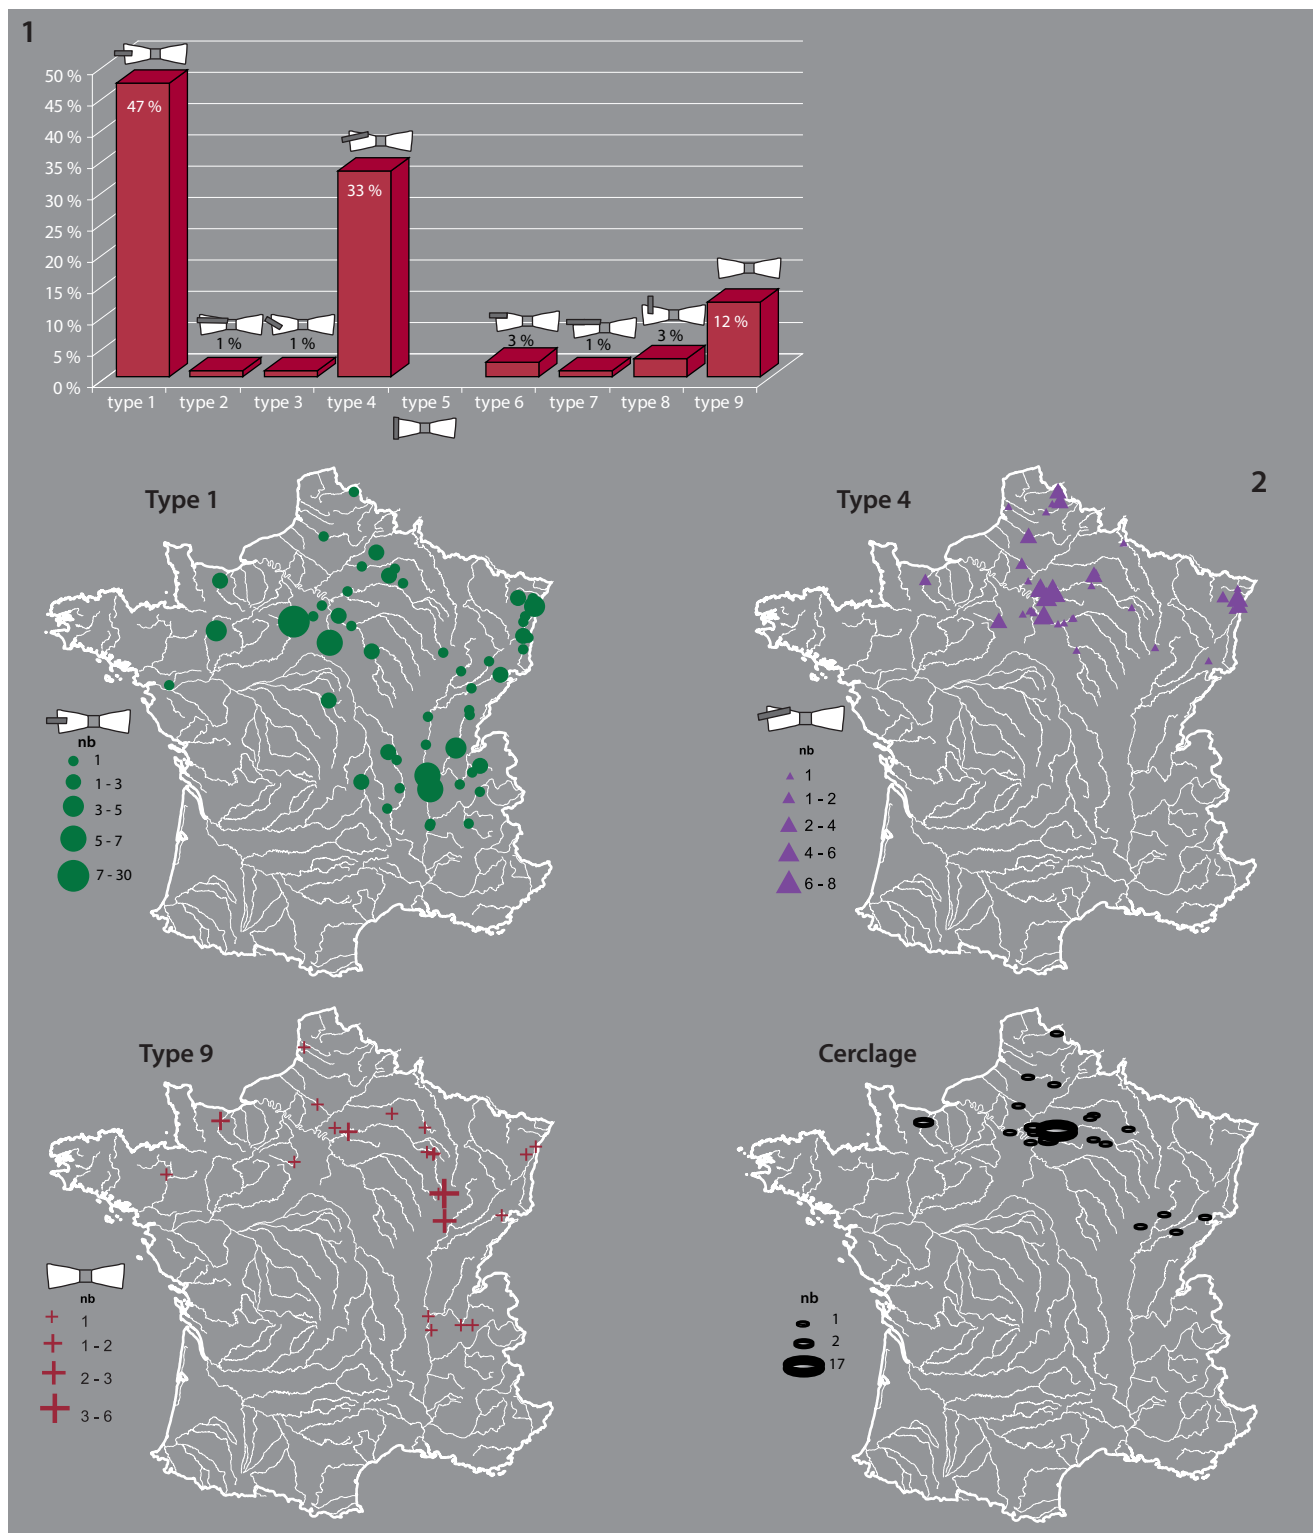 1
50 %
45 %
40 %
35 %
30 %
25 %
20 %
15 %
10 %
5 %
0 %
47 %
1 %
1 %
33 %
3 %
1 %
3 %
12 %
type 1 type 2 type 3 type 4 type 5 type 6 type 7 type 8 type 9
2
Type 1
nb
1
1 - 3
3 - 5
5 - 7
7 - 30
Type 4
nb
1
1 - 2
2 - 4
4 - 6
6 - 8
Type 9
nb
1
1 - 2
2 - 3
3 - 6
Cerclage
nb
1
2
17